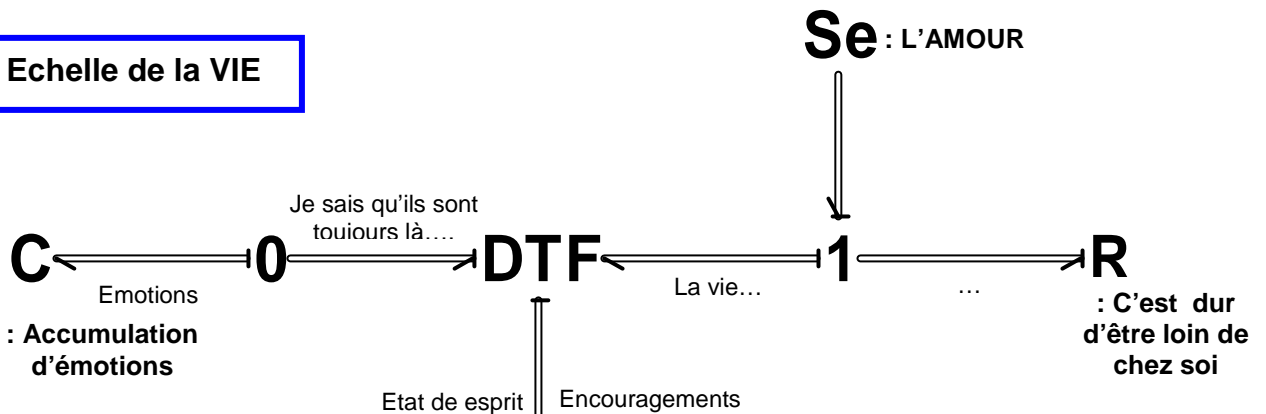 Echelle de la VIE
Se : L'AMOUR
Je sais qu'ils sont
toujours là….
C 0 DTF 1 R
Emotions
La vie…
…
: Accumulation
d'émotions
: C'est dur
d'être loin de
chez soi
Etat de esprit
Encouragements